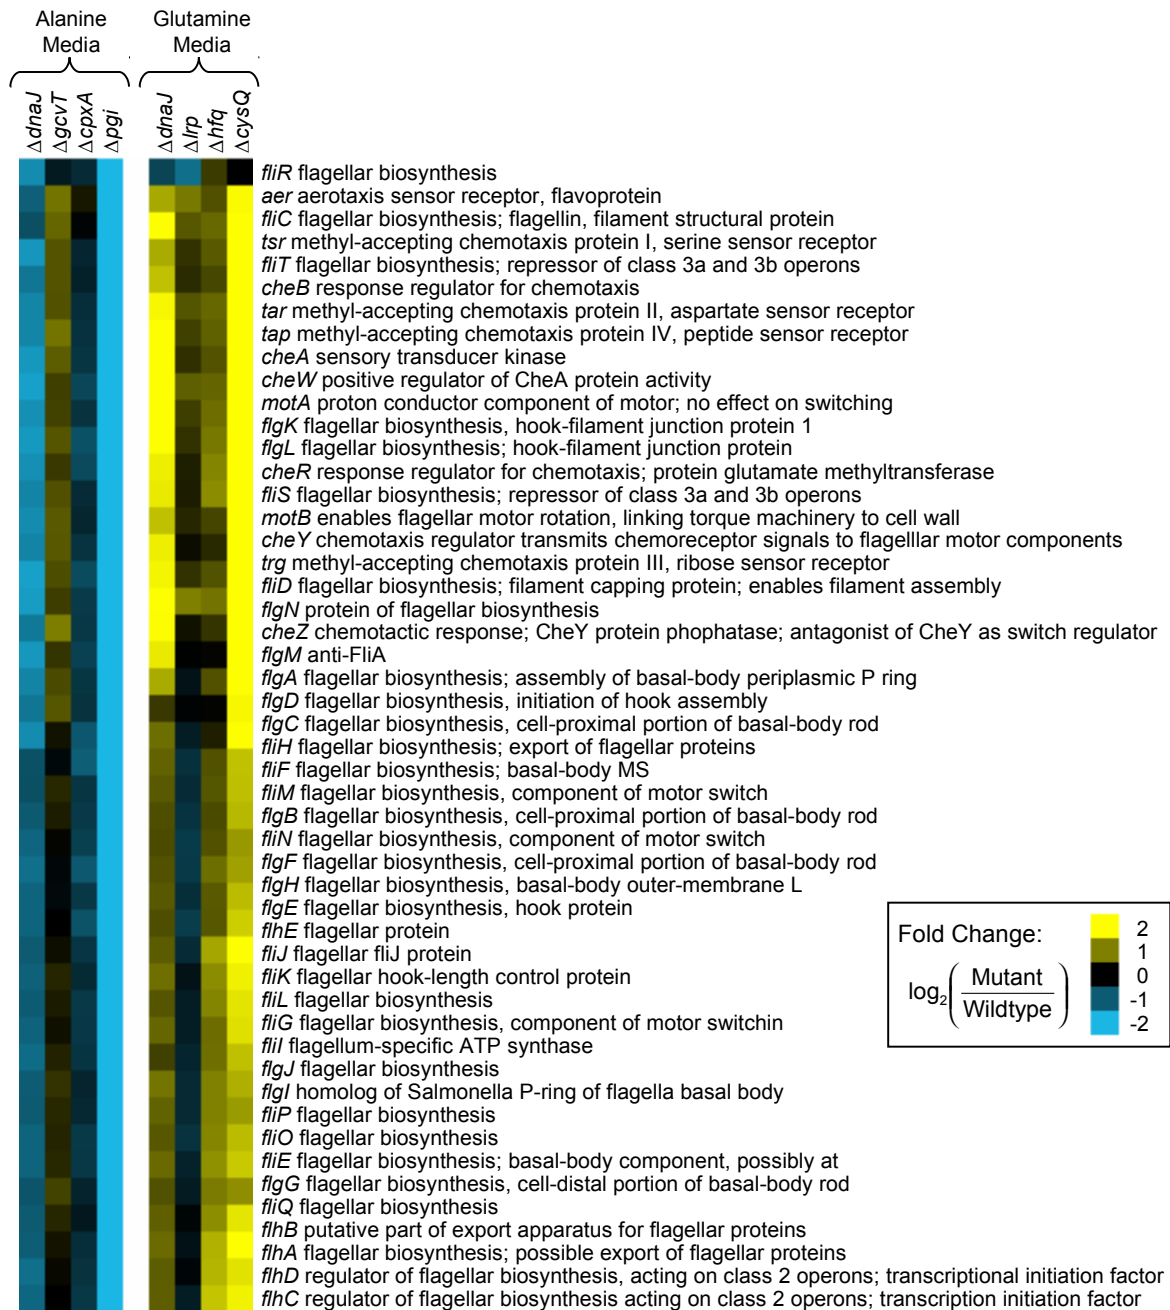 Alanine Media
Glutamine Media
ΔdnaJ
ΔgcvT
ΔcpxA
Δpgi
ΔdnaJ
Δlrp
Δhfq
ΔcysQ
fliR flagellar biosynthesis
aer aerotaxis sensor receptor, flavoprotein
fliC flagellar biosynthesis; flagellin, filament structural protein
tsr methyl-accepting chemotaxis protein I, serine sensor receptor
fliT flagellar biosynthesis; repressor of class 3a and 3b operons
cheB response regulator for chemotaxis
tar methyl-accepting chemotaxis protein II, aspartate sensor receptor
tap methyl-accepting chemotaxis protein IV, peptide sensor receptor
cheA sensory transducer kinase
cheW positive regulator of CheA protein activity
motA proton conductor component of motor; no effect on switching
flgK flagellar biosynthesis, hook-filament junction protein 1
flgL flagellar biosynthesis; hook-filament junction protein
cheR response regulator for chemotaxis; protein glutamate methyltransferase
fliS flagellar biosynthesis; repressor of class 3a and 3b operons
motB enables flagellar motor rotation, linking torque machinery to cell wall
cheY chemotaxis regulator transmits chemoreceptor signals to flagelllar motor components
trg methyl-accepting chemotaxis protein III, ribose sensor receptor
fliD flagellar biosynthesis; filament capping protein; enables filament assembly
flgN protein of flagellar biosynthesis
cheZ chemotactic response; CheY protein phophatase; antagonist of CheY as switch regulator
flgM anti-FliA
flgA flagellar biosynthesis; assembly of basal-body periplasmic P ring
flgD flagellar biosynthesis, initiation of hook assembly
flgC flagellar biosynthesis, cell-proximal portion of basal-body rod
fliH flagellar biosynthesis; export of flagellar proteins
fliF flagellar biosynthesis; basal-body MS
fliM flagellar biosynthesis, component of motor switch
flgB flagellar biosynthesis, cell-proximal portion of basal-body rod
fliN flagellar biosynthesis, component of motor switch
flgF flagellar biosynthesis, cell-proximal portion of basal-body rod
flgH flagellar biosynthesis, basal-body outer-membrane L
flgE flagellar biosynthesis, hook protein
flhE flagellar protein
fliJ flagellar fliJ protein
fliK flagellar hook-length control protein
fliL flagellar biosynthesis
fliG flagellar biosynthesis, component of motor switchin
fliI flagellum-specific ATP synthase
flgJ flagellar biosynthesis
flgI homolog of Salmonella P-ring of flagella basal body
fliP flagellar biosynthesis
fliO flagellar biosynthesis
fliE flagellar biosynthesis; basal-body component, possibly at
flgG flagellar biosynthesis, cell-distal portion of basal-body rod
fliQ flagellar biosynthesis
flhB putative part of export apparatus for flagellar proteins
flhA flagellar biosynthesis; possible export of flagellar proteins
flhD regulator of flagellar biosynthesis, acting on class 2 operons; transcriptional initiation factor
flhC regulator of flagellar biosynthesis acting on class 2 operons; transcription initiation factor
Fold Change:
log2(Mutant/Wildtype)
2
1
0
-1
-2